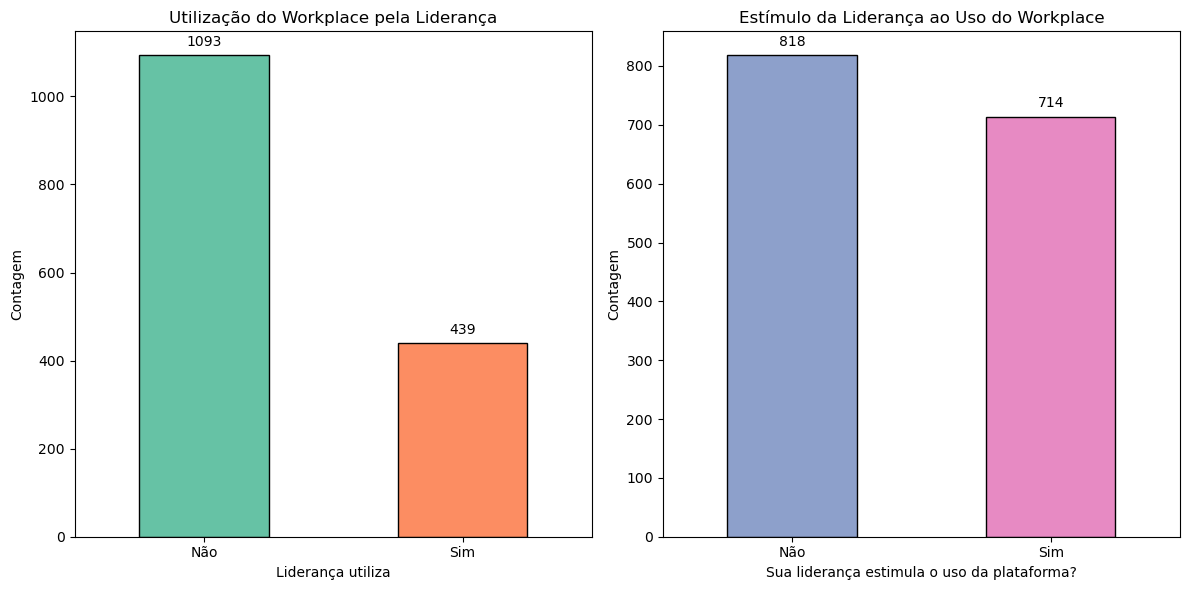 Utilização do Workplace pela Liderança
1093
439
1000
800
600
400
200
0
Contagem
Não
Sim
Liderança utiliza
Estímulo da Liderança ao Uso do Workplace
818
714
800
700
600
500
400
300
200
100
0
Contagem
Não
Sim
Sua liderança estimula o uso da plataforma?